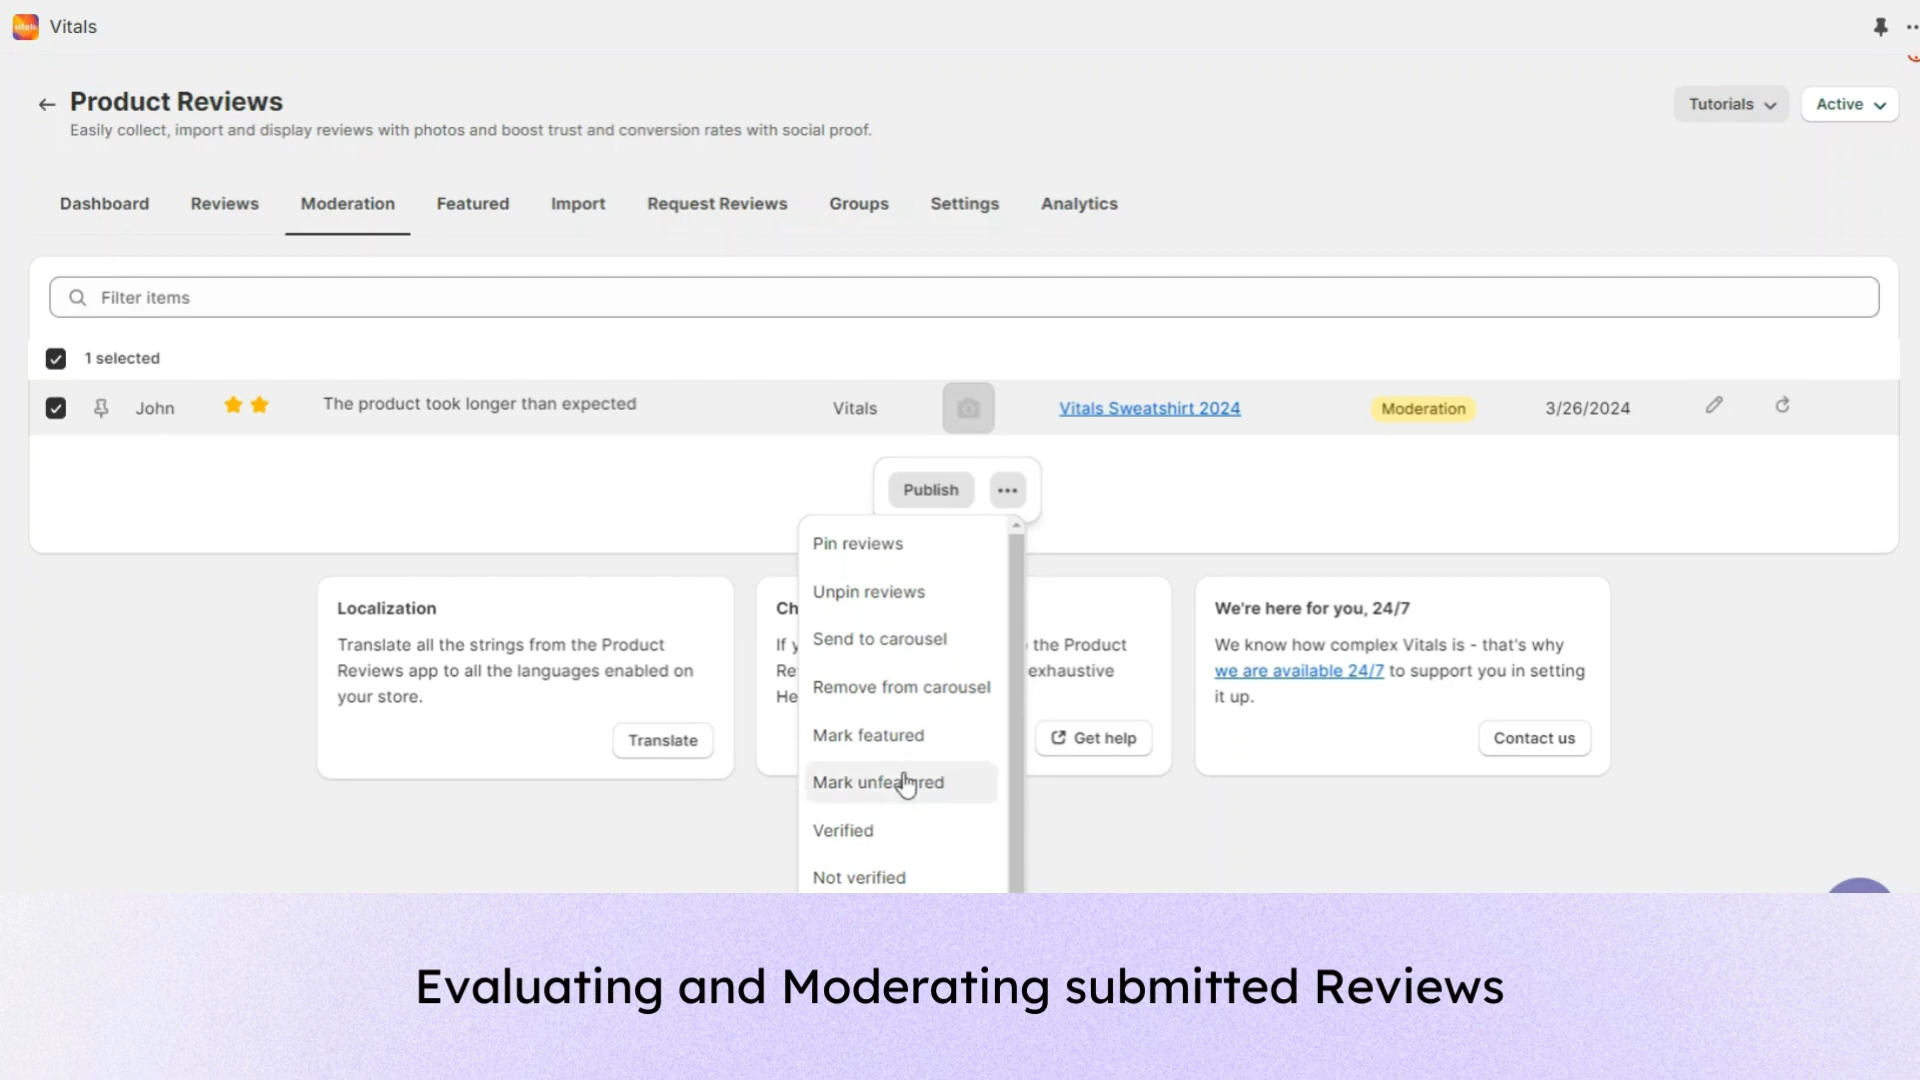 Vitals
Product Reviews
Easily collect, import and display reviews with photos and boost trust and conversion rates with social proof.
Tutorials
Active
Dashboard Reviews Moderation Featured Import Request Reviews Groups Settings Analytics
Filter items
1 selected
John The product took longer than expected Vitals Vitals Sweatshirt 2024 Moderation 3/26/2024
Publish
Pin reviews
Unpin reviews
Send to carousel
Remove from carousel
Mark featured
Mark unfeatured
Verified
Not verified
Localization
Translate all the strings from the Product
Reviews app to all the languages enabled on
your store.
Translate
Ch
If y the Product
Re exhaustive
He
Get help
We're here for you, 24/7
We know how complex Vitals is - that's why
we are available 24/7 to support you in setting
it up.
Contact us
Evaluating and Moderating submitted Reviews